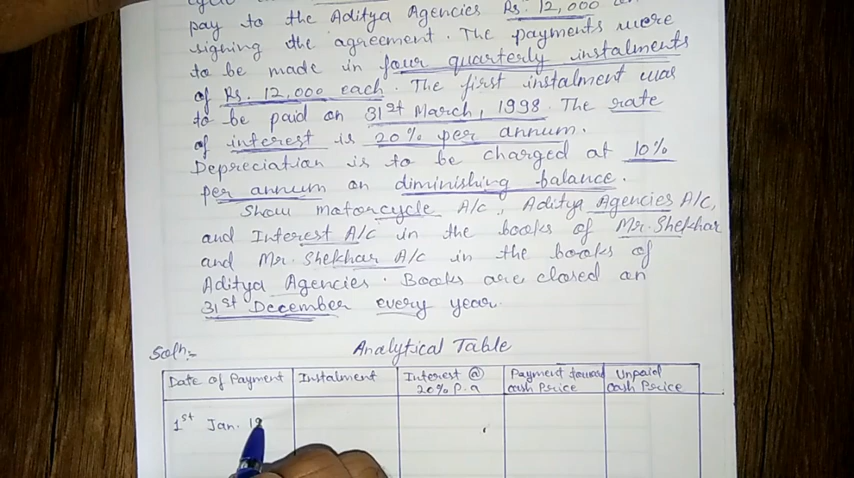 pay to the Aditya Agencies Rs. 12,000 on
signing the agreement. The payments were
to be made in four quarterly instalments
of Rs. 12,000 each. The first instalment was
to be paid on 31st March, 1998. The rate
of interest is 20% per annum.
Depreciation is to be charged at 10%
per annum on diminishing balance.
Show motorcycle A/C, Aditya Agencies A/C,
and Interest A/C in the books of Mr. Shekhar
and Mr. Shekhar A/C in the books of
Aditya Agencies. Books are closed on
31st December every year.
Soln:-
Analytical Table
Date of Payment Instalment Interest @ 20% P.a Payment toward cash Price Unpaid Cash Price
1st Jan. 19